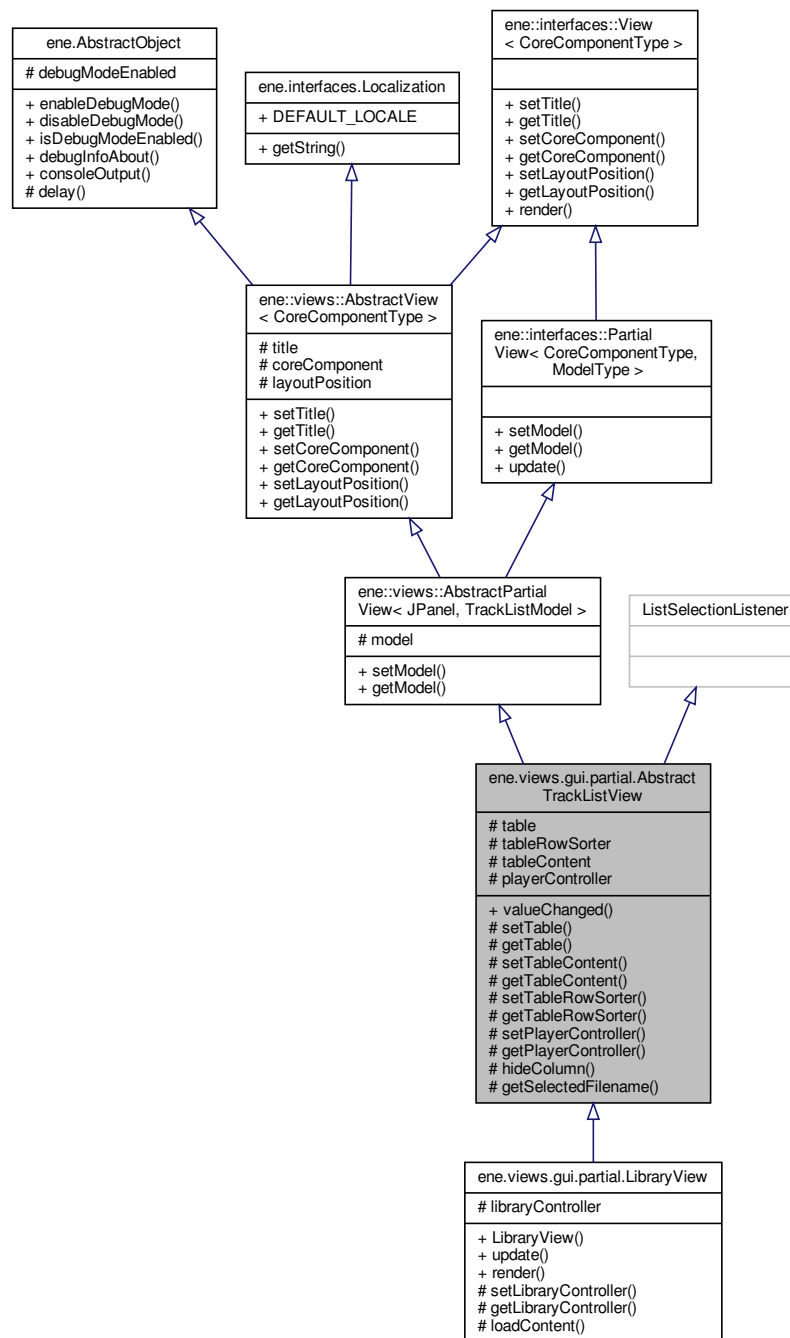 ene.AbstractObject
# debugModeEnabled
+ enableDebugMode()
+ disableDebugMode()
+ isDebugModeEnabled()
+ debugInfoAbout()
+ consoleOutput()
# delay()
ene.interfaces.Localization
+ DEFAULT_LOCALE
+ getString()
ene::interfaces::View
< CoreComponentType >
+ setTitle()
+ getTitle()
+ setCoreComponent()
+ getCoreComponent()
+ setLayoutPosition()
+ getLayoutPosition()
+ render()
ene::views::AbstractView
< CoreComponentType >
# title
# coreComponent
# layoutPosition
+ setTitle()
+ getTitle()
+ setCoreComponent()
+ getCoreComponent()
+ setLayoutPosition()
+ getLayoutPosition()
ene::interfaces::Partial
View< CoreComponentType,
ModelType >
+ setModel()
+ getModel()
+ update()
ene::views::AbstractPartial
View< JPanel, TrackListModel >
# model
+ setModel()
+ getModel()
ListSelectionListener
ene.views.gui.partial.Abstract
TrackListView
# table
# tableRowSorter
# tableContent
# playerController
+ valueChanged()
# setTable()
# getTable()
# setTableContent()
# getTableContent()
# setTableRowSorter()
# getTableRowSorter()
# setPlayerController()
# getPlayerController()
# hideColumn()
# getSelectedFilename()
ene.views.gui.partial.LibraryView
# libraryController
+ LibraryView()
+ update()
+ render()
# setLibraryController()
# getLibraryController()
# loadContent()